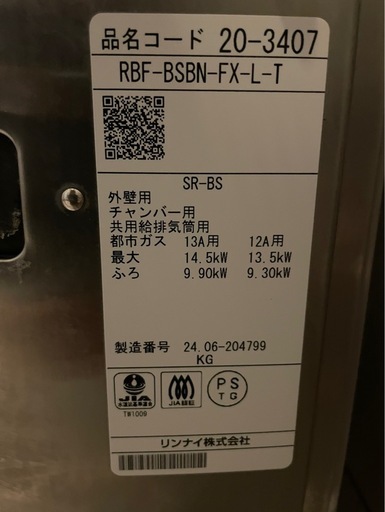 品名コード 20-3407
RBF-BSBN-FX-L-T
SR-BS
外壁用
チャンバー用
共用給排気筒用
都市ガス 13A用 12A用
最大 14.5kW 13.5kW
ふろ 9.90kW 9.30kW
製造番号 24.06-204799
KG
JIA
JIA認証
PS
TG
TW1009
リンナイ株式会社